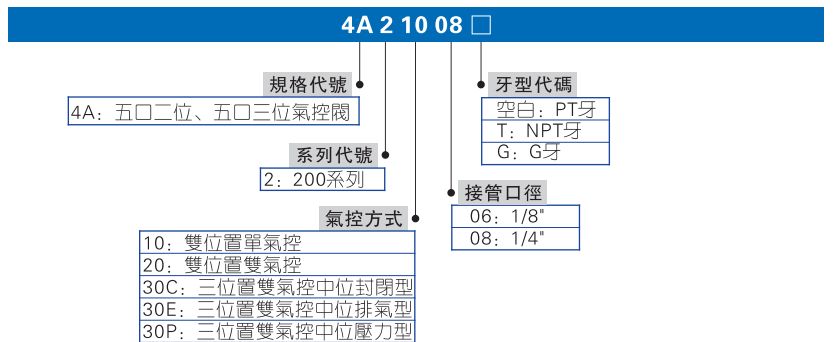 4A 2 10 08 □
規格代號
4A：五口二位、五口三位氣控閥
系列代號
2：200系列
氣控方式
10：雙位置單氣控
20：雙位置雙氣控
30C：三位置雙氣控中位封閉型
30E：三位置雙氣控中位排氣型
30P：三位置雙氣控中位壓力型
牙型代碼
空白：PT牙
T：NPT牙
G：G牙
接管口徑
06：1/8"
08：1/4"